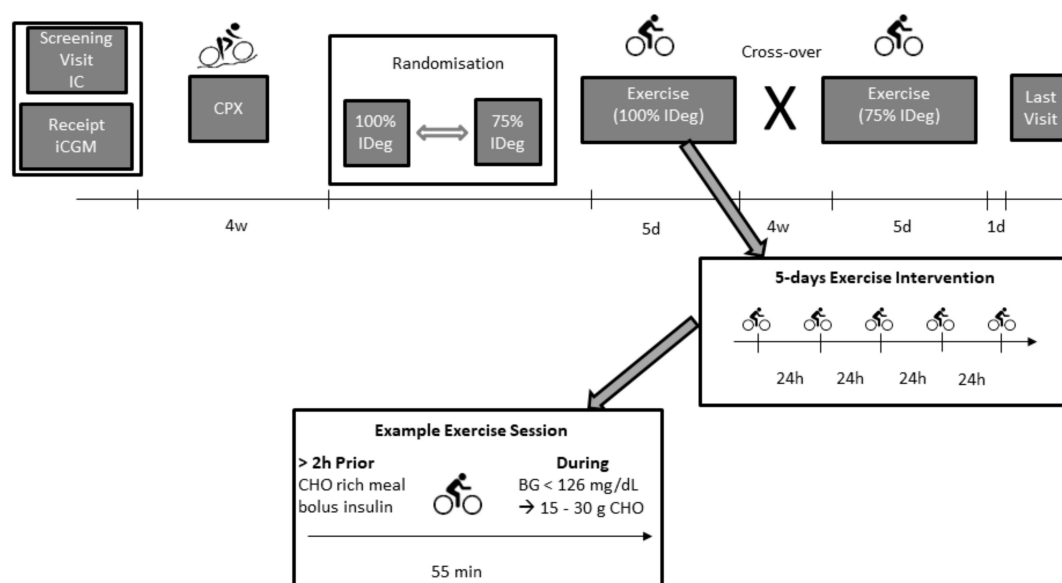 Screening
Visit
IC
Receipt
iCGM
CPX
Randomisation
100%
IDeg
75%
IDeg
Exercise
(100% IDeg)
Cross-over
X
Exercise
(75% IDeg)
Last
Visit
4w
5d
4w
5d
1d
5-days Exercise Intervention
24h
24h
24h
24h
Example Exercise Session
> 2h Prior
CHO rich meal
bolus insulin
During
BG < 126 mg/dL
→ 15 - 30 g CHO
55 min